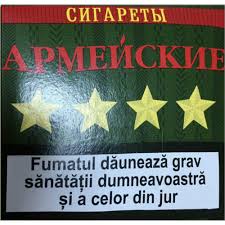 СИГАРЕТЫ
АРМЕЙСКИЕ
Fumatul dăunează grav
sănătății dumneavoastră
și a celor din jur